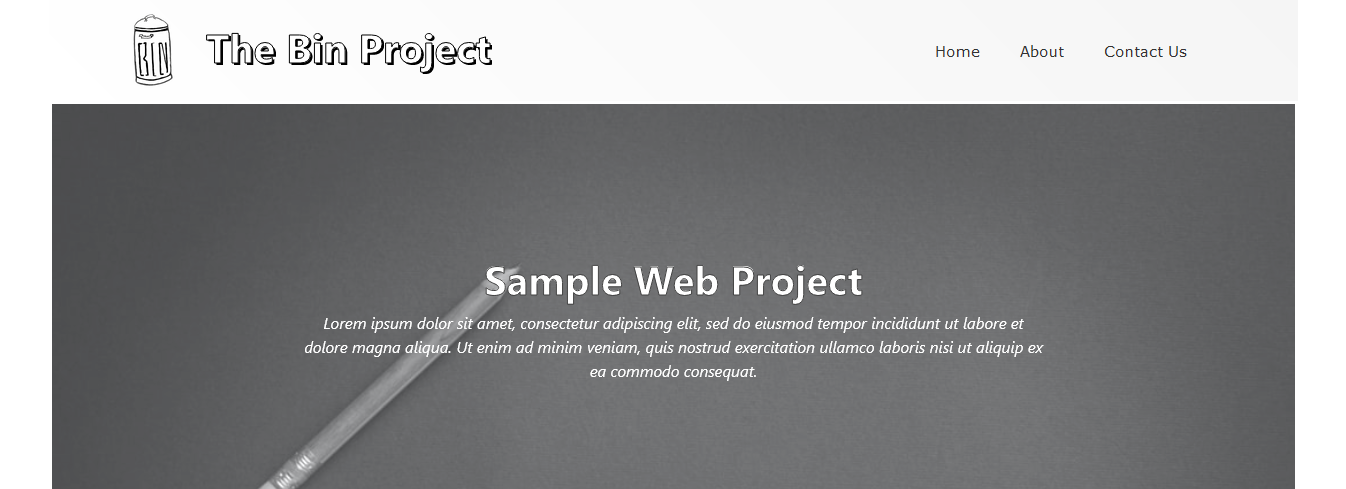 BIN
The Bin Project
Home About Contact Us
Sample Web Project
Lorem ipsum dolor sit amet, consectetur adipiscing elit, sed do eiusmod tempor incididunt ut labore et
dolore magna aliqua. Ut enim ad minim veniam, quis nostrud exercitation ullamco laboris nisi ut aliquip ex
ea commodo consequat.